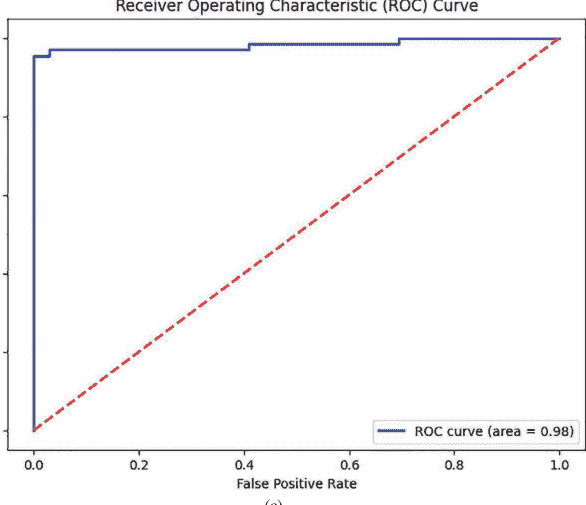 Receiver Operating Characteristic (ROC) Curve
ROC curve (area = 0.98)
0.0 0.2 0.4 0.6 0.8 1.0
False Positive Rate